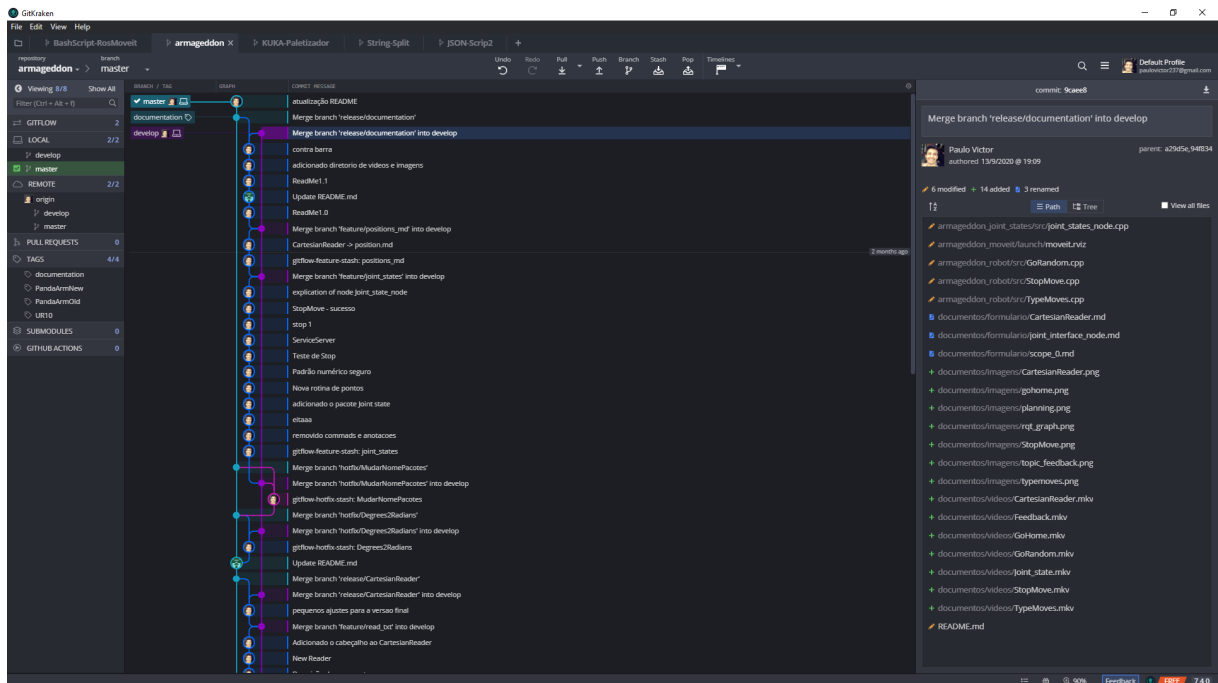 GitKraken
File Edit View Help
BashScript-RosMoveit
armageddon ×
KUKA-Paletizador
String-Split
JSON-Scrip2
+
repository
branch
armageddon
master
Undo Redo Pull Push Branch Stash Pop Timelines
Default Profile
paulovictor237@gmail.com
Viewing 8/8 Show All
Filter (Ctrl + Alt + f)
GITFLOW 2
LOCAL 2/2
develop
master
REMOTE 2/2
origin
develop
master
PULL REQUESTS 0
TAGS 4/4
documentation
PandaArmNew
PandaArmOld
UR10
SUBMODULES 0
GITHUB ACTIONS 0
BRANCH / TAG GRAPH COMMIT MESSAGE
master atualização README
documentation Merge branch 'release/documentation'
develop Merge branch 'release/documentation' into develop
contra barra
adicionado diretorio de videos e imagens
ReadMe1.1
Update README.md
ReadMe1.0
Merge branch 'feature/positions_md' into develop
CartesianReader -> position.md
2 months ago
gitflow-feature-stash: positions_md
Merge branch 'feature/joint_states' into develop
explication of node Joint_state_node
StopMove - sucesso
stop 1
ServiceServer
Teste de Stop
Padrão numérico seguro
Nova rotina de pontos
adicionado o pacote Joint state
eitaaa
removido commads e anotacoes
gitflow-feature-stash: joint_states
Merge branch 'hotfix/MudarNomePacotes'
Merge branch 'hotfix/MudarNomePacotes' into develop
gitflow-hotfix-stash: MudarNomePacotes
Merge branch 'hotfix/Degrees2Radians'
Merge branch 'hotfix/Degrees2Radians' into develop
gitflow-hotfix-stash: Degrees2Radians
Update README.md
Merge branch 'release/CartesianReader'
Merge branch 'release/CartesianReader' into develop
pequenos ajustes para a versao final
Merge branch 'feature/read_txt' into develop
Adicionado o cabeçalho ao CartesianReader
New Reader
commit: 9caee8
Merge branch 'release/documentation' into develop
Paulo Victor
authored 13/9/2020 @ 19:09
parent: a29d5e,94f834
6 modified + 14 added 3 renamed
Path Tree View all files
armageddon_joint_states/src/joint_states_node.cpp
armageddon_moveit/launch/moveit.rviz
armageddon_robot/src/GoRandom.cpp
armageddon_robot/src/StopMove.cpp
armageddon_robot/src/TypeMoves.cpp
documentos/formulario/CartesianReader.md
documentos/formulario/joint_interface_node.md
documentos/formulario/scope_0.md
+ documentos/imagens/CartesianReader.png
+ documentos/imagens/gohome.png
+ documentos/imagens/planning.png
+ documentos/imagens/rqt_graph.png
+ documentos/imagens/StopMove.png
+ documentos/imagens/topic_feedback.png
+ documentos/imagens/typemoves.png
+ documentos/videos/CartesianReader.mkv
+ documentos/videos/Feedback.mkv
+ documentos/videos/GoHome.mkv
+ documentos/videos/GoRandom.mkv
+ documentos/videos/Joint_state.mkv
+ documentos/videos/StopMove.mkv
+ documentos/videos/TypeMoves.mkv
README.md
90% Feedback FREE 7.4.0